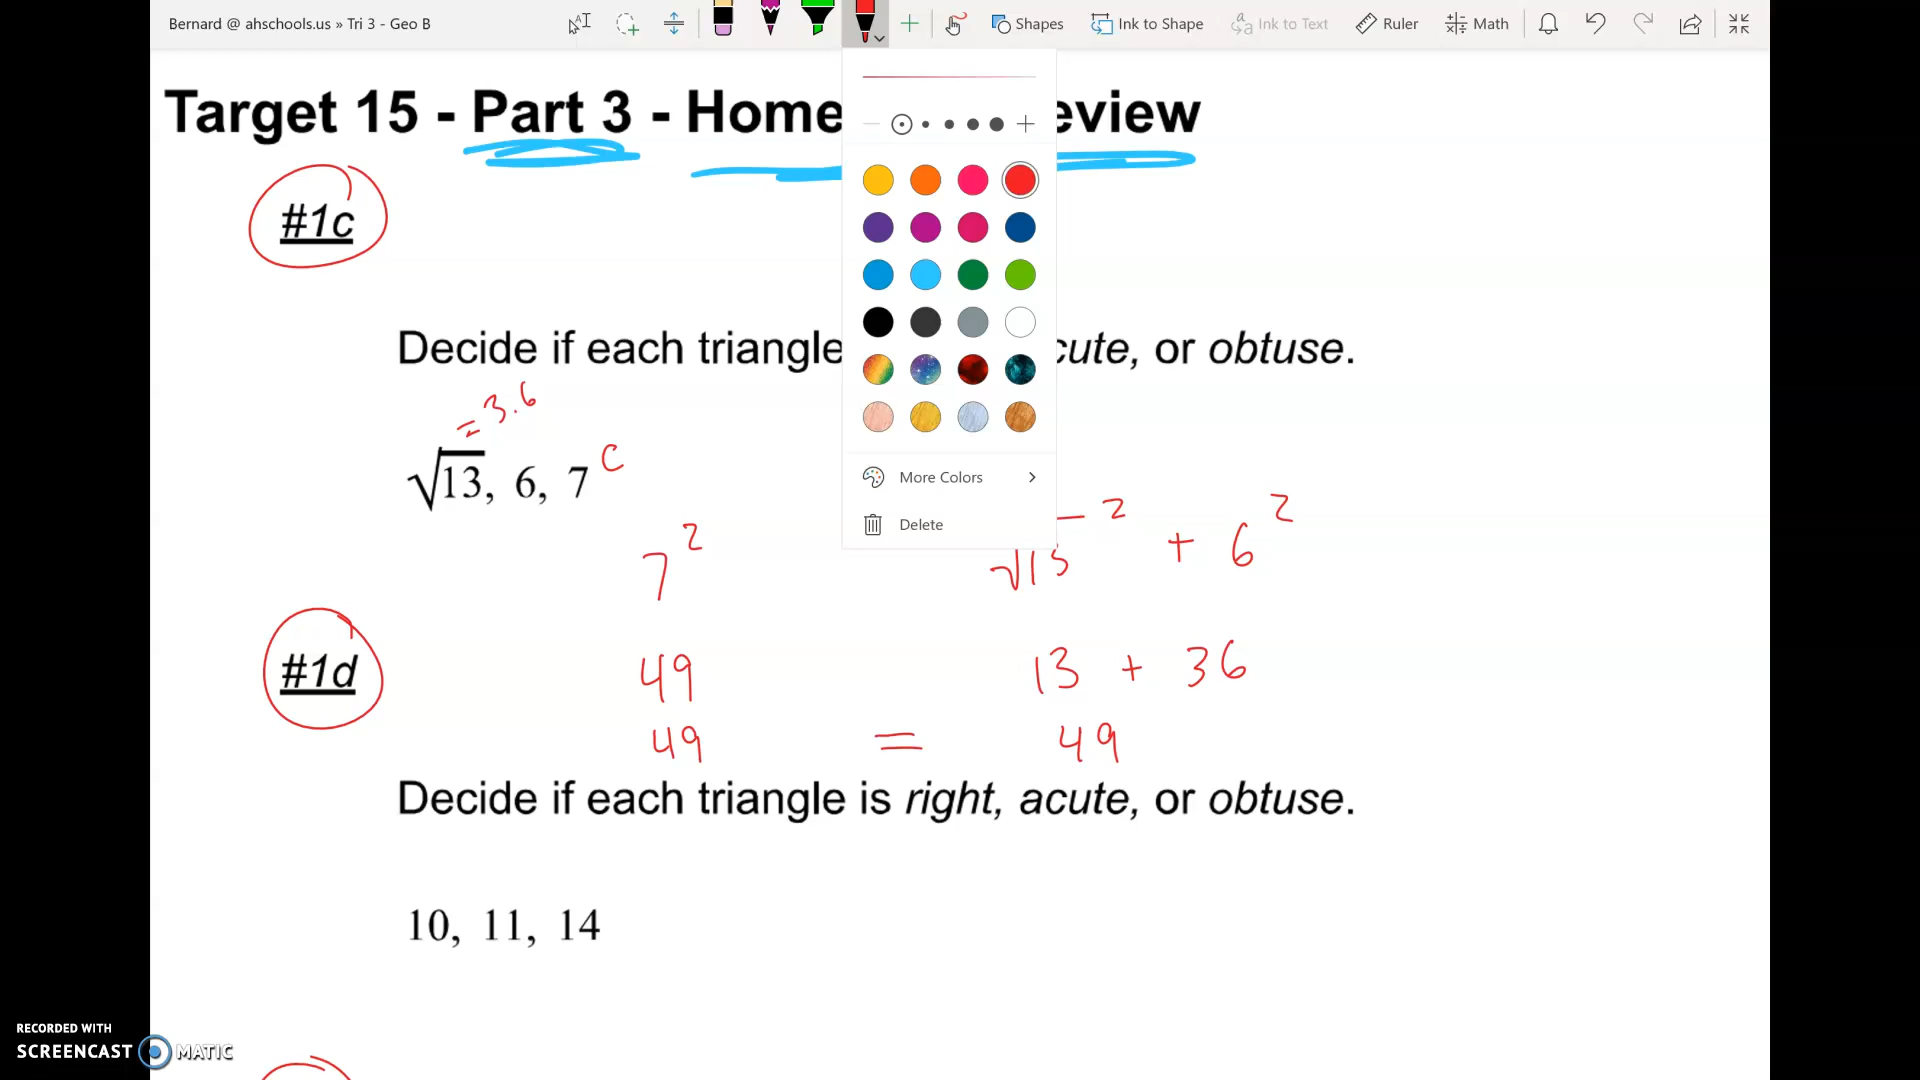 Bernard @ ahschools.us » Tri 3 - Geo B
Shapes
Ink to Shape
Ink to Text
Ruler
Math
Target 15 - Part 3 - Home eview
#1c
Decide if each triangle cute, or obtuse.
= 3.6
√13, 6, 7 c
More Colors
Delete
7² √13² + 6²
#1d
49 13 + 36
49 = 49
Decide if each triangle is right, acute, or obtuse.
10, 11, 14
RECORDED WITH
SCREENCAST MATIC